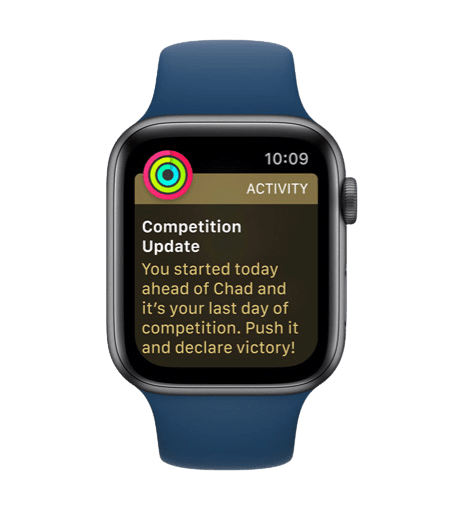 10:09
ACTIVITY
Competition
Update
You started today
ahead of Chad and
it's your last day of
competition. Push it
and declare victory!